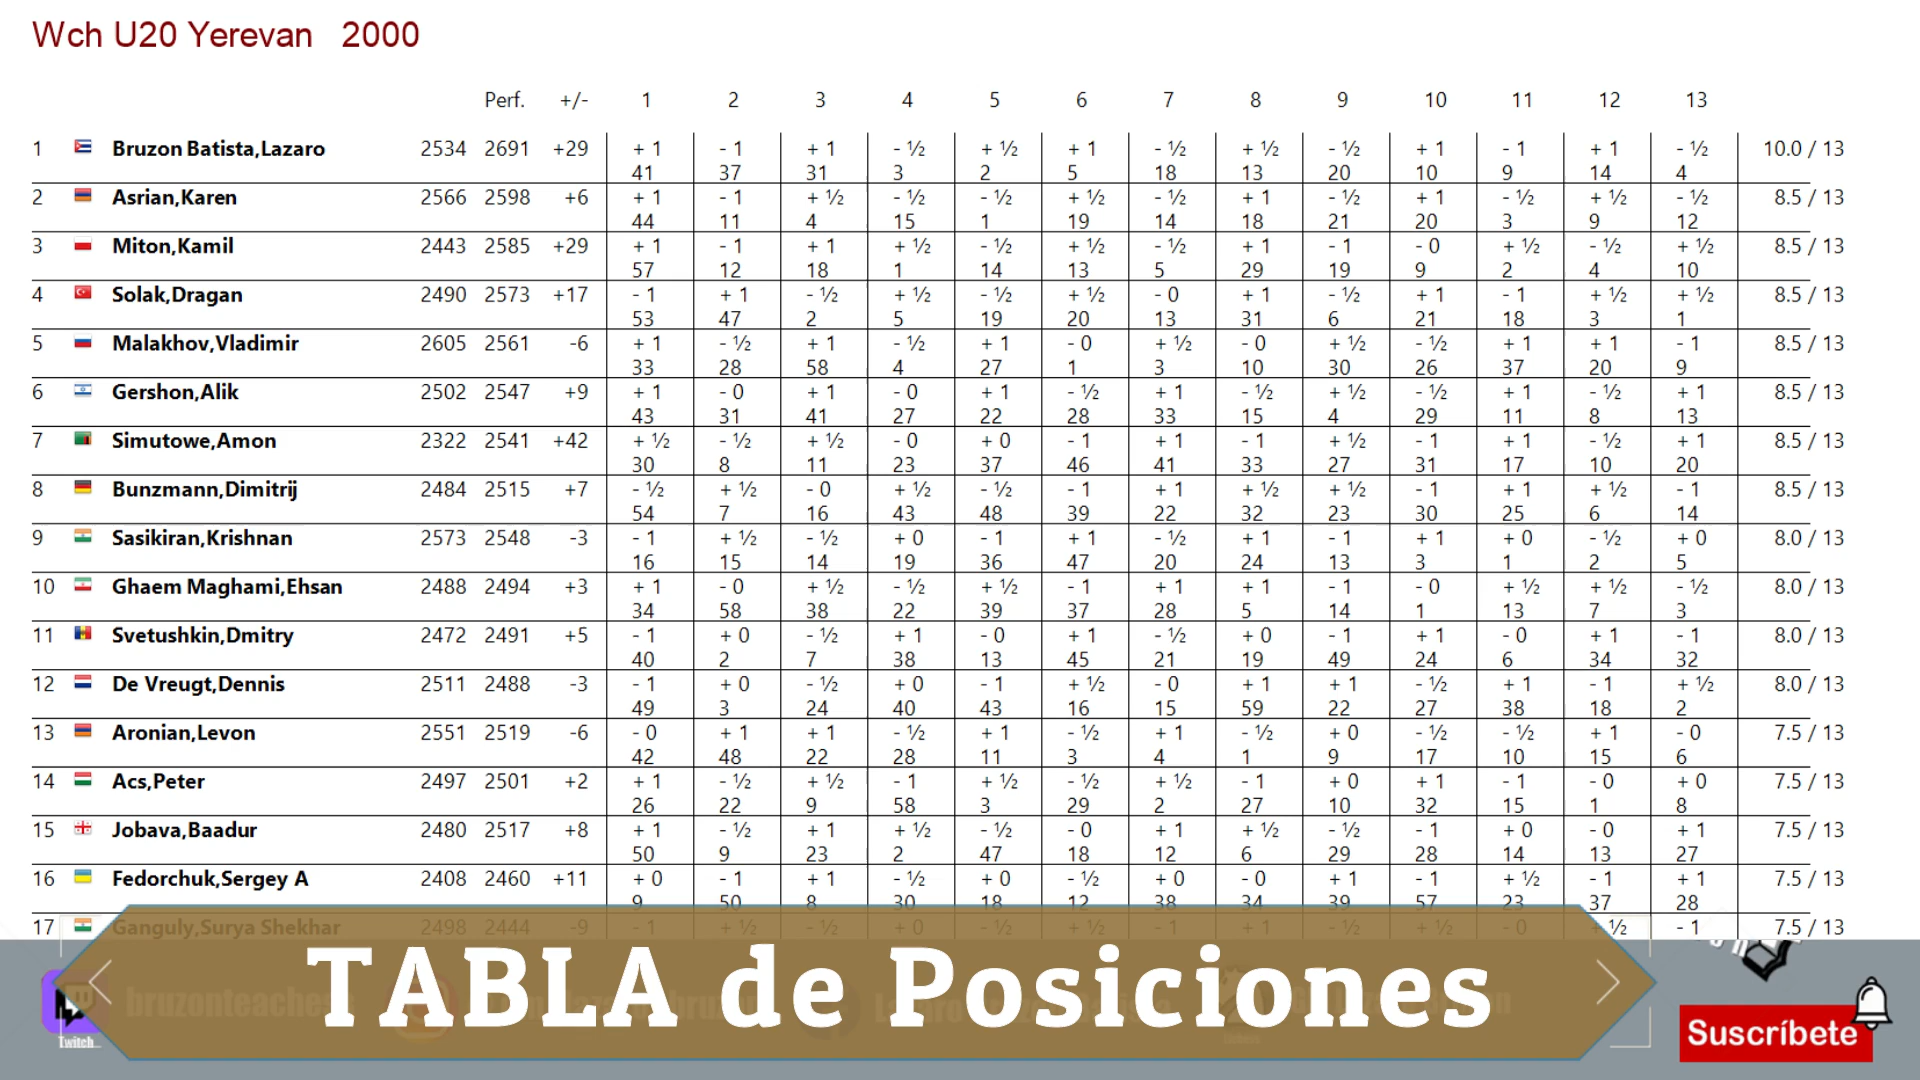 Wch U20 Yerevan 2000
Perf. +/- 1 2 3 4 5 6 7 8 9 10 11 12 13
1 Bruzon Batista,Lazaro 2534 2691 +29 + 1 - 1 + 1 - ½ + ½ + 1 - ½ + ½ - ½ + 1 - 1 + 1 - ½ 10.0 / 13
41 37 31 3 2 5 18 13 20 10 9 14 4
2 Asrian,Karen 2566 2598 +6 + 1 - 1 + ½ - ½ - ½ + ½ - ½ + 1 - ½ + 1 - ½ + ½ - ½ 8.5 / 13
44 11 4 15 1 19 14 18 21 20 3 9 12
3 Miton,Kamil 2443 2585 +29 + 1 - 1 + 1 + ½ - ½ + ½ - ½ + 1 - 1 - 0 + ½ - ½ + ½ 8.5 / 13
57 12 18 1 14 13 5 29 19 9 2 4 10
4 Solak,Dragan 2490 2573 +17 - 1 + 1 - ½ + ½ - ½ + ½ - 0 + 1 - ½ + 1 - 1 + ½ + ½ 8.5 / 13
53 47 2 5 19 20 13 31 6 21 18 3 1
5 Malakhov,Vladimir 2605 2561 -6 + 1 - ½ + 1 - ½ + 1 - 0 + ½ - 0 + ½ - ½ + 1 + 1 - 1 8.5 / 13
33 28 58 4 27 1 3 10 30 26 37 20 9
6 Gershon,Alik 2502 2547 +9 + 1 - 0 + 1 - 0 + 1 - ½ + 1 - ½ + ½ - ½ + 1 - ½ + 1 8.5 / 13
43 31 41 27 22 28 33 15 4 29 11 8 13
7 Simutowe,Amon 2322 2541 +42 + ½ - ½ + ½ - 0 + 0 - 1 + 1 - 1 + ½ - 1 + 1 - ½ + 1 8.5 / 13
30 8 11 23 37 46 41 33 27 31 17 10 20
8 Bunzmann,Dimitrij 2484 2515 +7 - ½ + ½ - 0 + ½ - ½ - 1 + 1 + ½ + ½ - 1 + 1 + ½ - 1 8.5 / 13
54 7 16 43 48 39 22 32 23 30 25 6 14
9 Sasikiran,Krishnan 2573 2548 -3 - 1 + ½ - ½ + 0 - 1 + 1 - ½ + 1 - 1 + 1 + 0 - ½ + 0 8.0 / 13
16 15 14 19 36 47 20 24 13 3 1 2 5
10 Ghaem Maghami,Ehsan 2488 2494 +3 + 1 - 0 + ½ - ½ + ½ - 1 + 1 + 1 - 1 - 0 + ½ + ½ - ½ 8.0 / 13
34 58 38 22 39 37 28 5 14 1 13 7 3
11 Svetushkin,Dmitry 2472 2491 +5 - 1 + 0 - ½ + 1 - 0 + 1 - ½ + 0 - 1 + 1 - 0 + 1 - 1 8.0 / 13
40 2 7 38 13 45 21 19 49 24 6 34 32
12 De Vreugt,Dennis 2511 2488 -3 - 1 + 0 - ½ + 0 - 1 + ½ - 0 + 1 + 1 - ½ + 1 - 1 + ½ 8.0 / 13
49 3 24 40 43 16 15 59 22 27 38 18 2
13 Aronian,Levon 2551 2519 -6 - 0 + 1 + 1 - ½ + 1 - ½ + 1 - ½ + 0 - ½ - ½ + 1 - 0 7.5 / 13
42 48 22 28 11 3 4 1 9 17 10 15 6
14 Acs,Peter 2497 2501 +2 + 1 - ½ + ½ - 1 + ½ - ½ + ½ - 1 + 0 + 1 - 1 - 0 + 0 7.5 / 13
26 22 9 58 3 29 2 27 10 32 15 1 8
15 Jobava,Baadur 2480 2517 +8 + 1 - ½ + 1 + ½ - ½ - 0 + 1 + ½ - ½ - 1 + 0 - 0 + 1 7.5 / 13
50 9 23 2 47 18 12 6 29 28 14 13 27
16 Fedorchuk,Sergey A 2408 2460 +11 + 0 - 1 + 1 - ½ + 0 - ½ + 0 - 0 + 1 - 1 + ½ - 1 + 1 7.5 / 13
9 50 8 30 18 12 38 34 39 57 23 37 28
17 Ganguly,Surya Shekhar 2498 2444 -9 - 1 + ½ - ½ + 0 - ½ + ½ - 1 + 1 - ½ + ½ - 0 + ½ - 1 7.5 / 13
TABLA de Posiciones
bruzonteaches
Twitch
Suscríbete